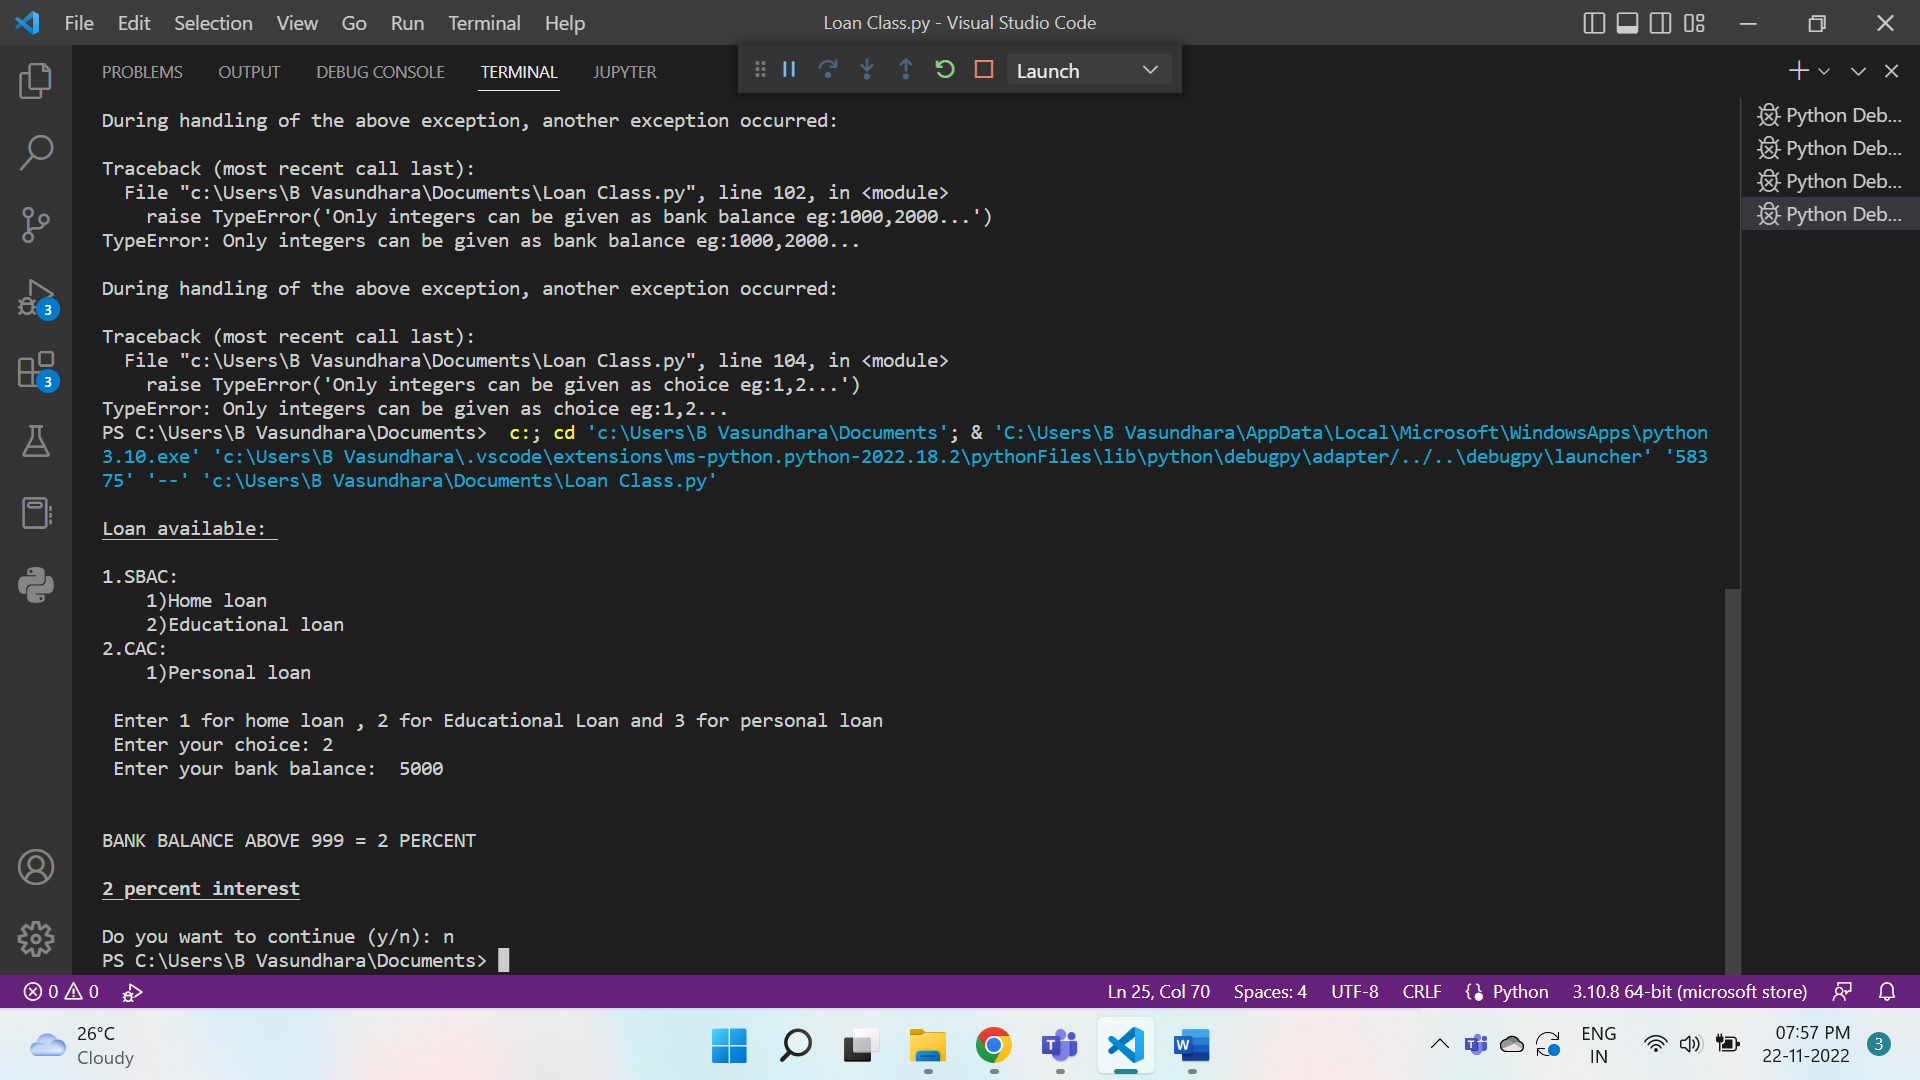 File Edit Selection View Go Run Terminal Help
Loan Class.py - Visual Studio Code
PROBLEMS OUTPUT DEBUG CONSOLE TERMINAL JUPYTER
Launch
During handling of the above exception, another exception occurred:
Traceback (most recent call last):
File "c:\Users\B Vasundhara\Documents\Loan Class.py", line 102, in <module>
raise TypeError('Only integers can be given as bank balance eg:1000,2000...')
TypeError: Only integers can be given as bank balance eg:1000,2000...
During handling of the above exception, another exception occurred:
Traceback (most recent call last):
File "c:\Users\B Vasundhara\Documents\Loan Class.py", line 104, in <module>
raise TypeError('Only integers can be given as choice eg:1,2...')
TypeError: Only integers can be given as choice eg:1,2...
PS C:\Users\B Vasundhara\Documents>  c:; cd 'c:\Users\B Vasundhara\Documents'; & 'C:\Users\B Vasundhara\AppData\Local\Microsoft\WindowsApps\python
3.10.exe' 'c:\Users\B Vasundhara\.vscode\extensions\ms-python.python-2022.18.2\pythonFiles\lib\python\debugpy\adapter/../..\debugpy\launcher' '583
75' '--' 'c:\Users\B Vasundhara\Documents\Loan Class.py'
Loan available:
1.SBAC:
1)Home loan
2)Educational loan
2.CAC:
1)Personal loan
Enter 1 for home loan , 2 for Educational Loan and 3 for personal loan
Enter your choice: 2
Enter your bank balance:  5000
BANK BALANCE ABOVE 999 = 2 PERCENT
2 percent interest
Do you want to continue (y/n): n
PS C:\Users\B Vasundhara\Documents>
Python Deb...
Python Deb...
Python Deb...
Python Deb...
3
3
0 0
Ln 25, Col 70 Spaces: 4 UTF-8 CRLF Python 3.10.8 64-bit (microsoft store)
26°C
Cloudy
ENG
IN
07:57 PM
22-11-2022
3